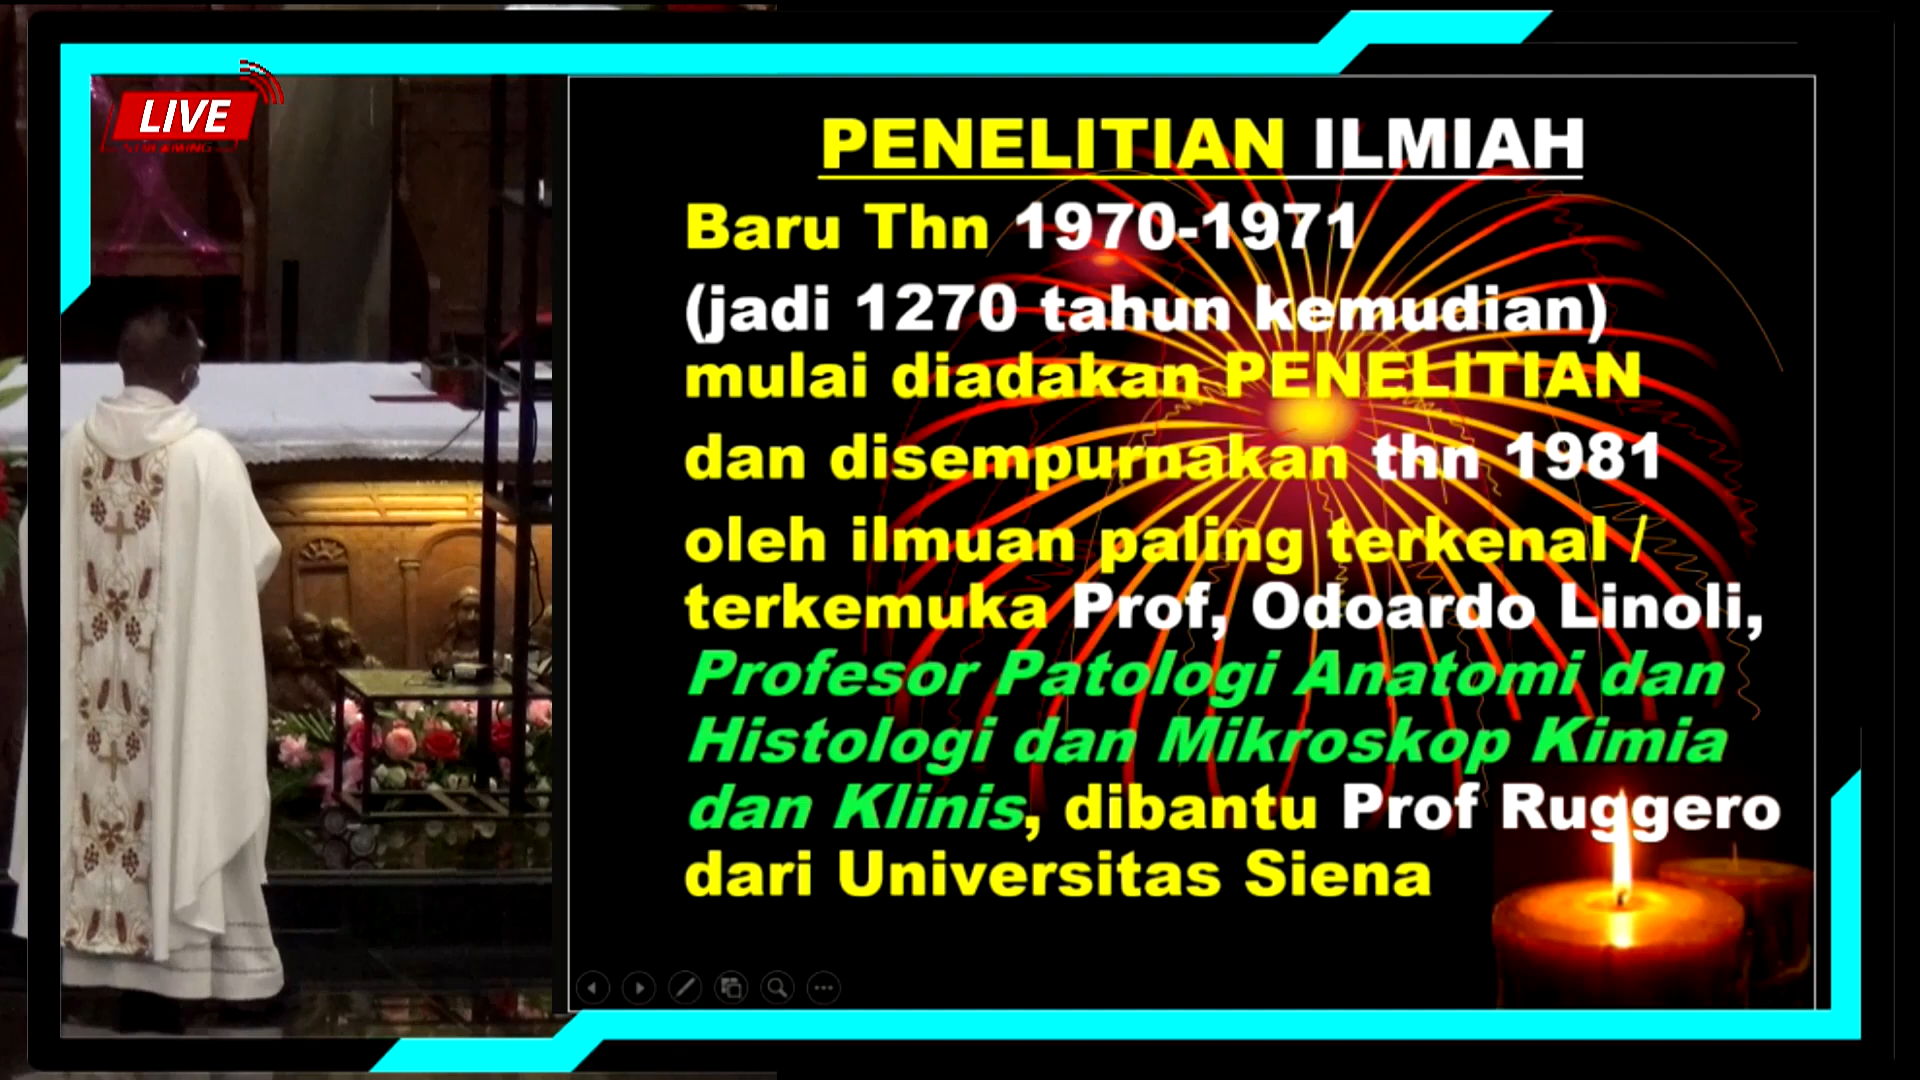 LIVE
STREAMING
PENELITIAN ILMIAH
Baru Thn 1970-1971
(jadi 1270 tahun kemudian)
mulai diadakan PENELITIAN
dan disempurnakan thn 1981
oleh ilmuan paling terkenal /
terkemuka Prof, Odoardo Linoli,
Profesor Patologi Anatomi dan
Histologi dan Mikroskop Kimia
dan Klinis, dibantu Prof Ruggero
dari Universitas Siena